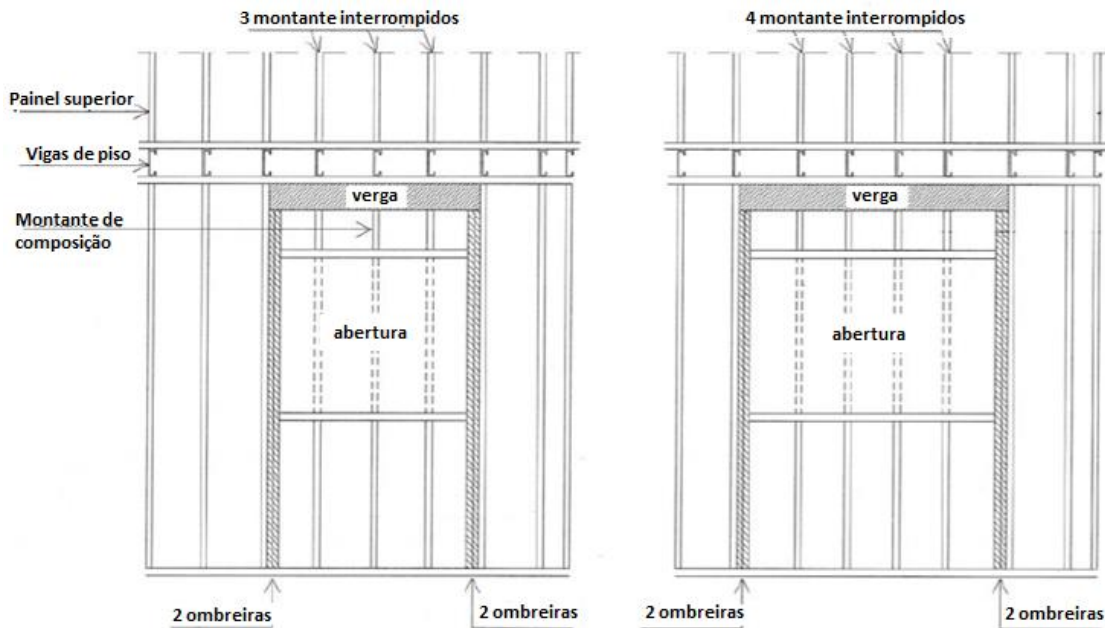 3 montante interrompidos
Painel superior
Vigas de piso
verga
Montante de
composição
abertura
2 ombreiras
2 ombreiras
4 montante interrompidos
verga
abertura
2 ombreiras
2 ombreiras